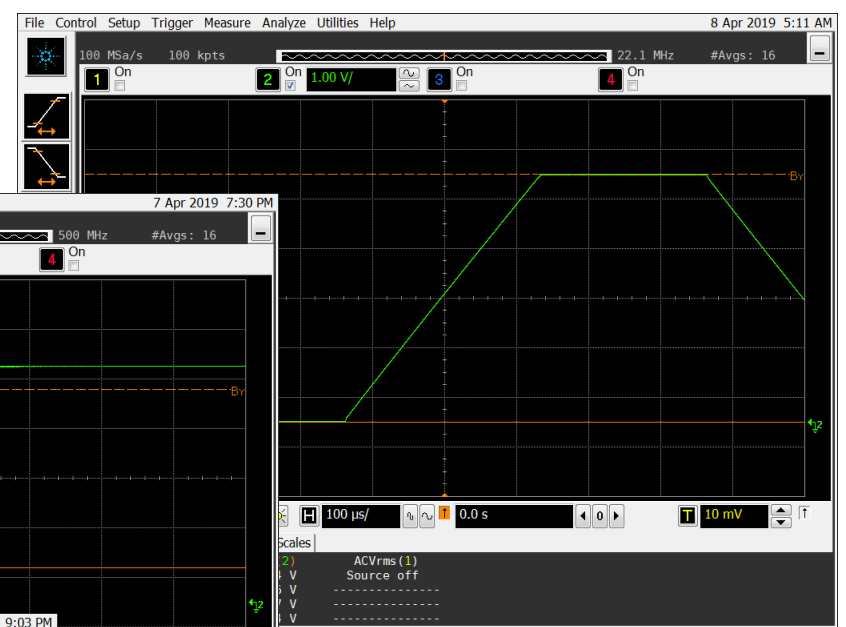 File Control Setup Trigger Measure Analyze Utilities Help 8 Apr 2019 5:11 AM
100 MSa/s 100 kpts 22.1 MHz #Avgs: 16
1 On 2 On 1.00 V/ 3 On 4 On
By
7 Apr 2019 7:30 PM
500 MHz #Avgs: 16
4 On
By
2
H 100 µs/ 0.0 s 0 T 10 mV
Scales
2) ACVrms(1)
V Source off
V ---------------
V ---------------
V ---------------
2
9:03 PM